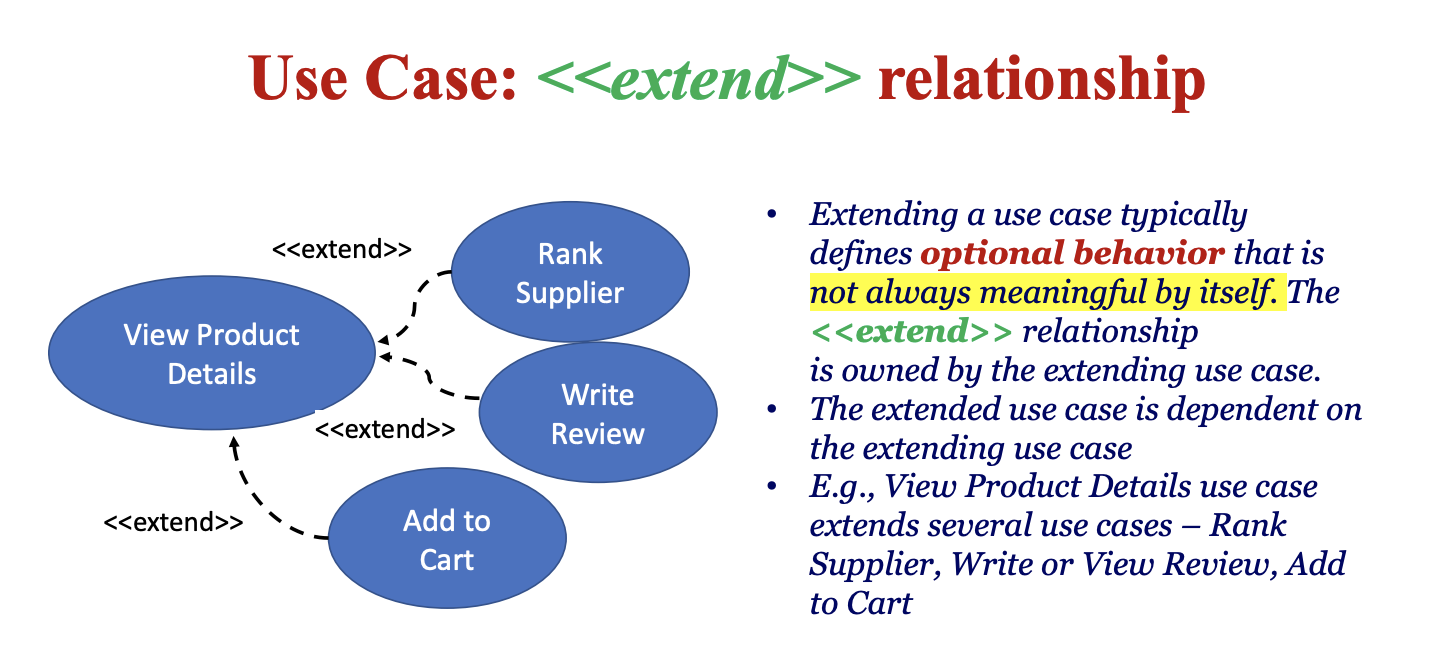 Use Case: <<extend>> relationship
<<extend>>
Rank
Supplier
View Product
Details
Write
Review
<<extend>>
Add to
Cart
<<extend>>
• Extending a use case typically
defines optional behavior that is
not always meaningful by itself. The
<<extend>> relationship
is owned by the extending use case.
• The extended use case is dependent on
the extending use case
• E.g., View Product Details use case
extends several use cases – Rank
Supplier, Write or View Review, Add
to Cart